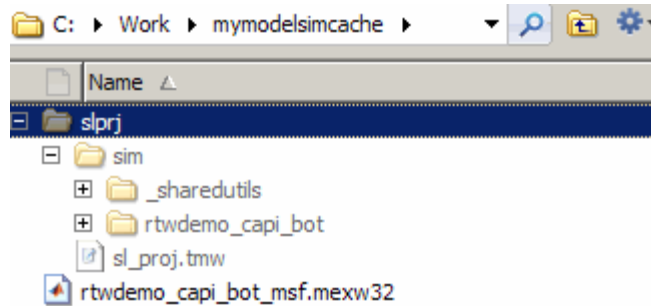 C: Work mymodelsimcache
Name
slprj
sim
_sharedutils
rtwdemo_capi_bot
sl_proj.tmw
rtwdemo_capi_bot_msf.mexw32